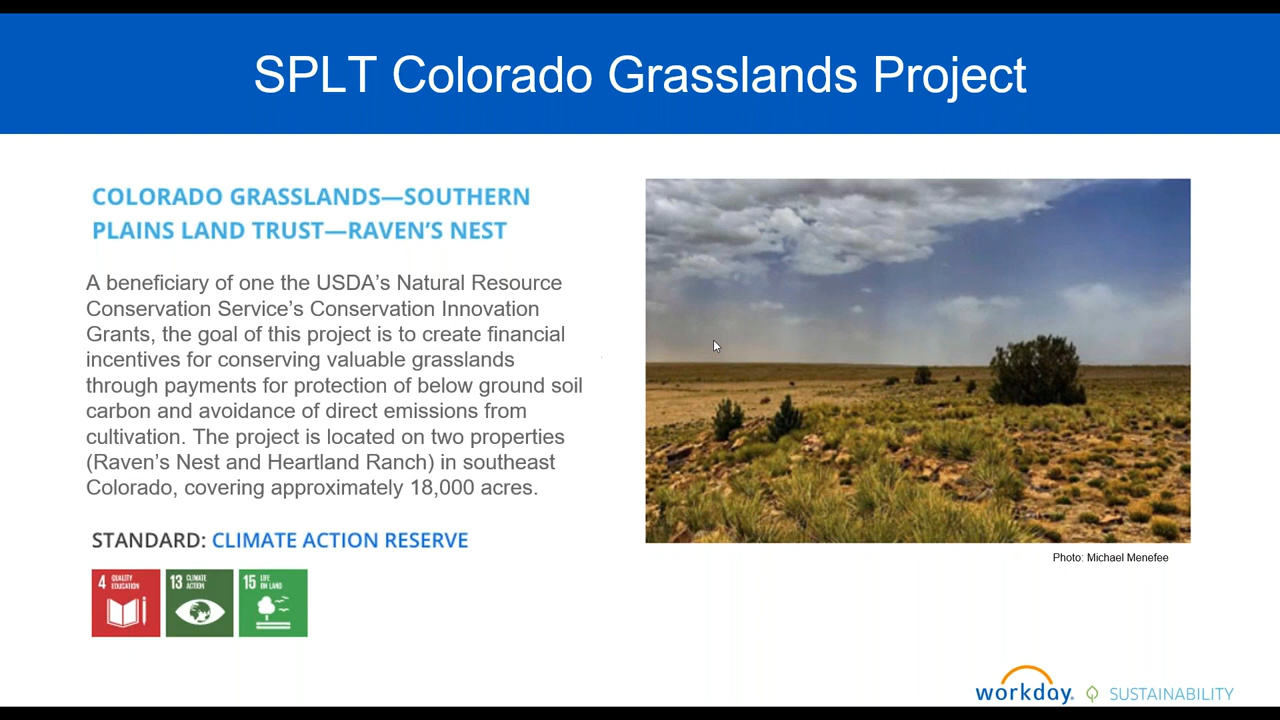 SPLT Colorado Grasslands Project
COLORADO GRASSLANDS—SOUTHERN
PLAINS LAND TRUST—RAVEN'S NEST
A beneficiary of one the USDA's Natural Resource
Conservation Service's Conservation Innovation
Grants, the goal of this project is to create financial
incentives for conserving valuable grasslands
through payments for protection of below ground soil
carbon and avoidance of direct emissions from
cultivation. The project is located on two properties
(Raven's Nest and Heartland Ranch) in southeast
Colorado, covering approximately 18,000 acres.
STANDARD: CLIMATE ACTION RESERVE
4 QUALITY
EDUCATION
13 CLIMATE
ACTION
15 LIFE
ON LAND
Photo: Michael Menefee
workday. SUSTAINABILITY